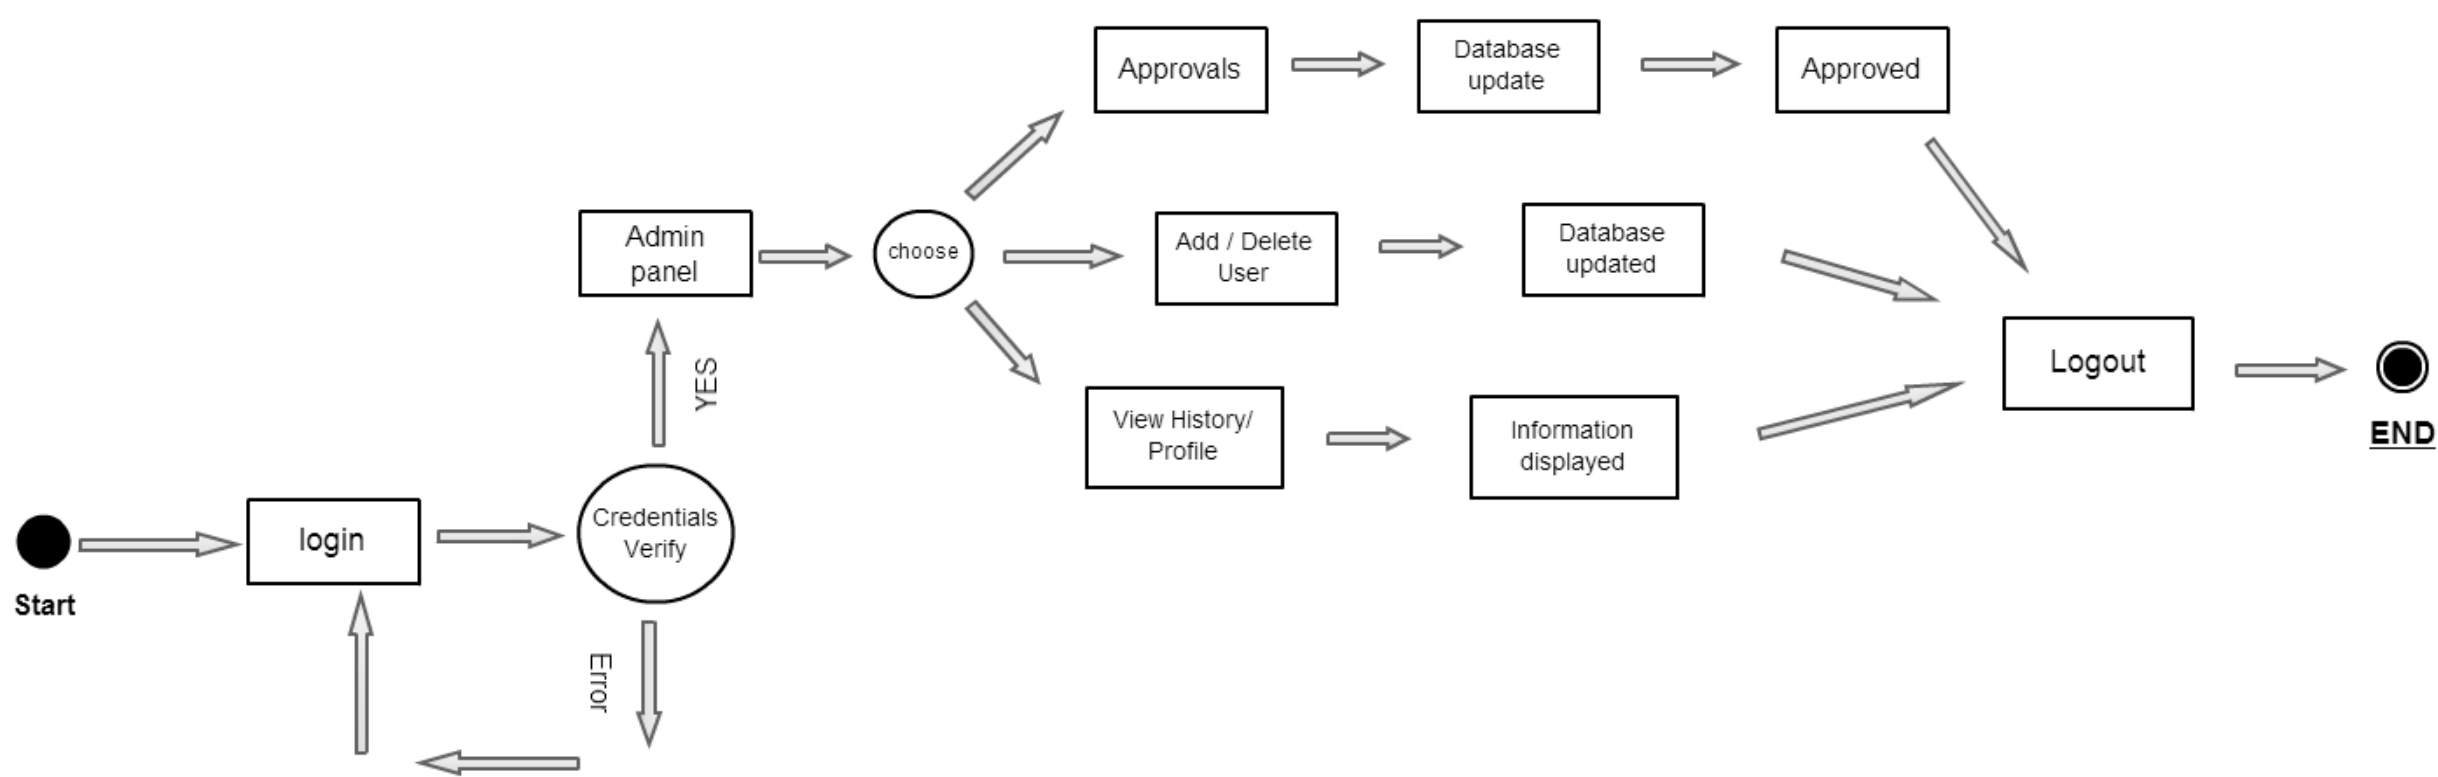 Approvals
Database
update
Approved
Admin
panel
choose
Add / Delete
User
Database
updated
YES
View History/
Profile
Information
displayed
Logout
END
Start
login
Credentials
Verify
Error